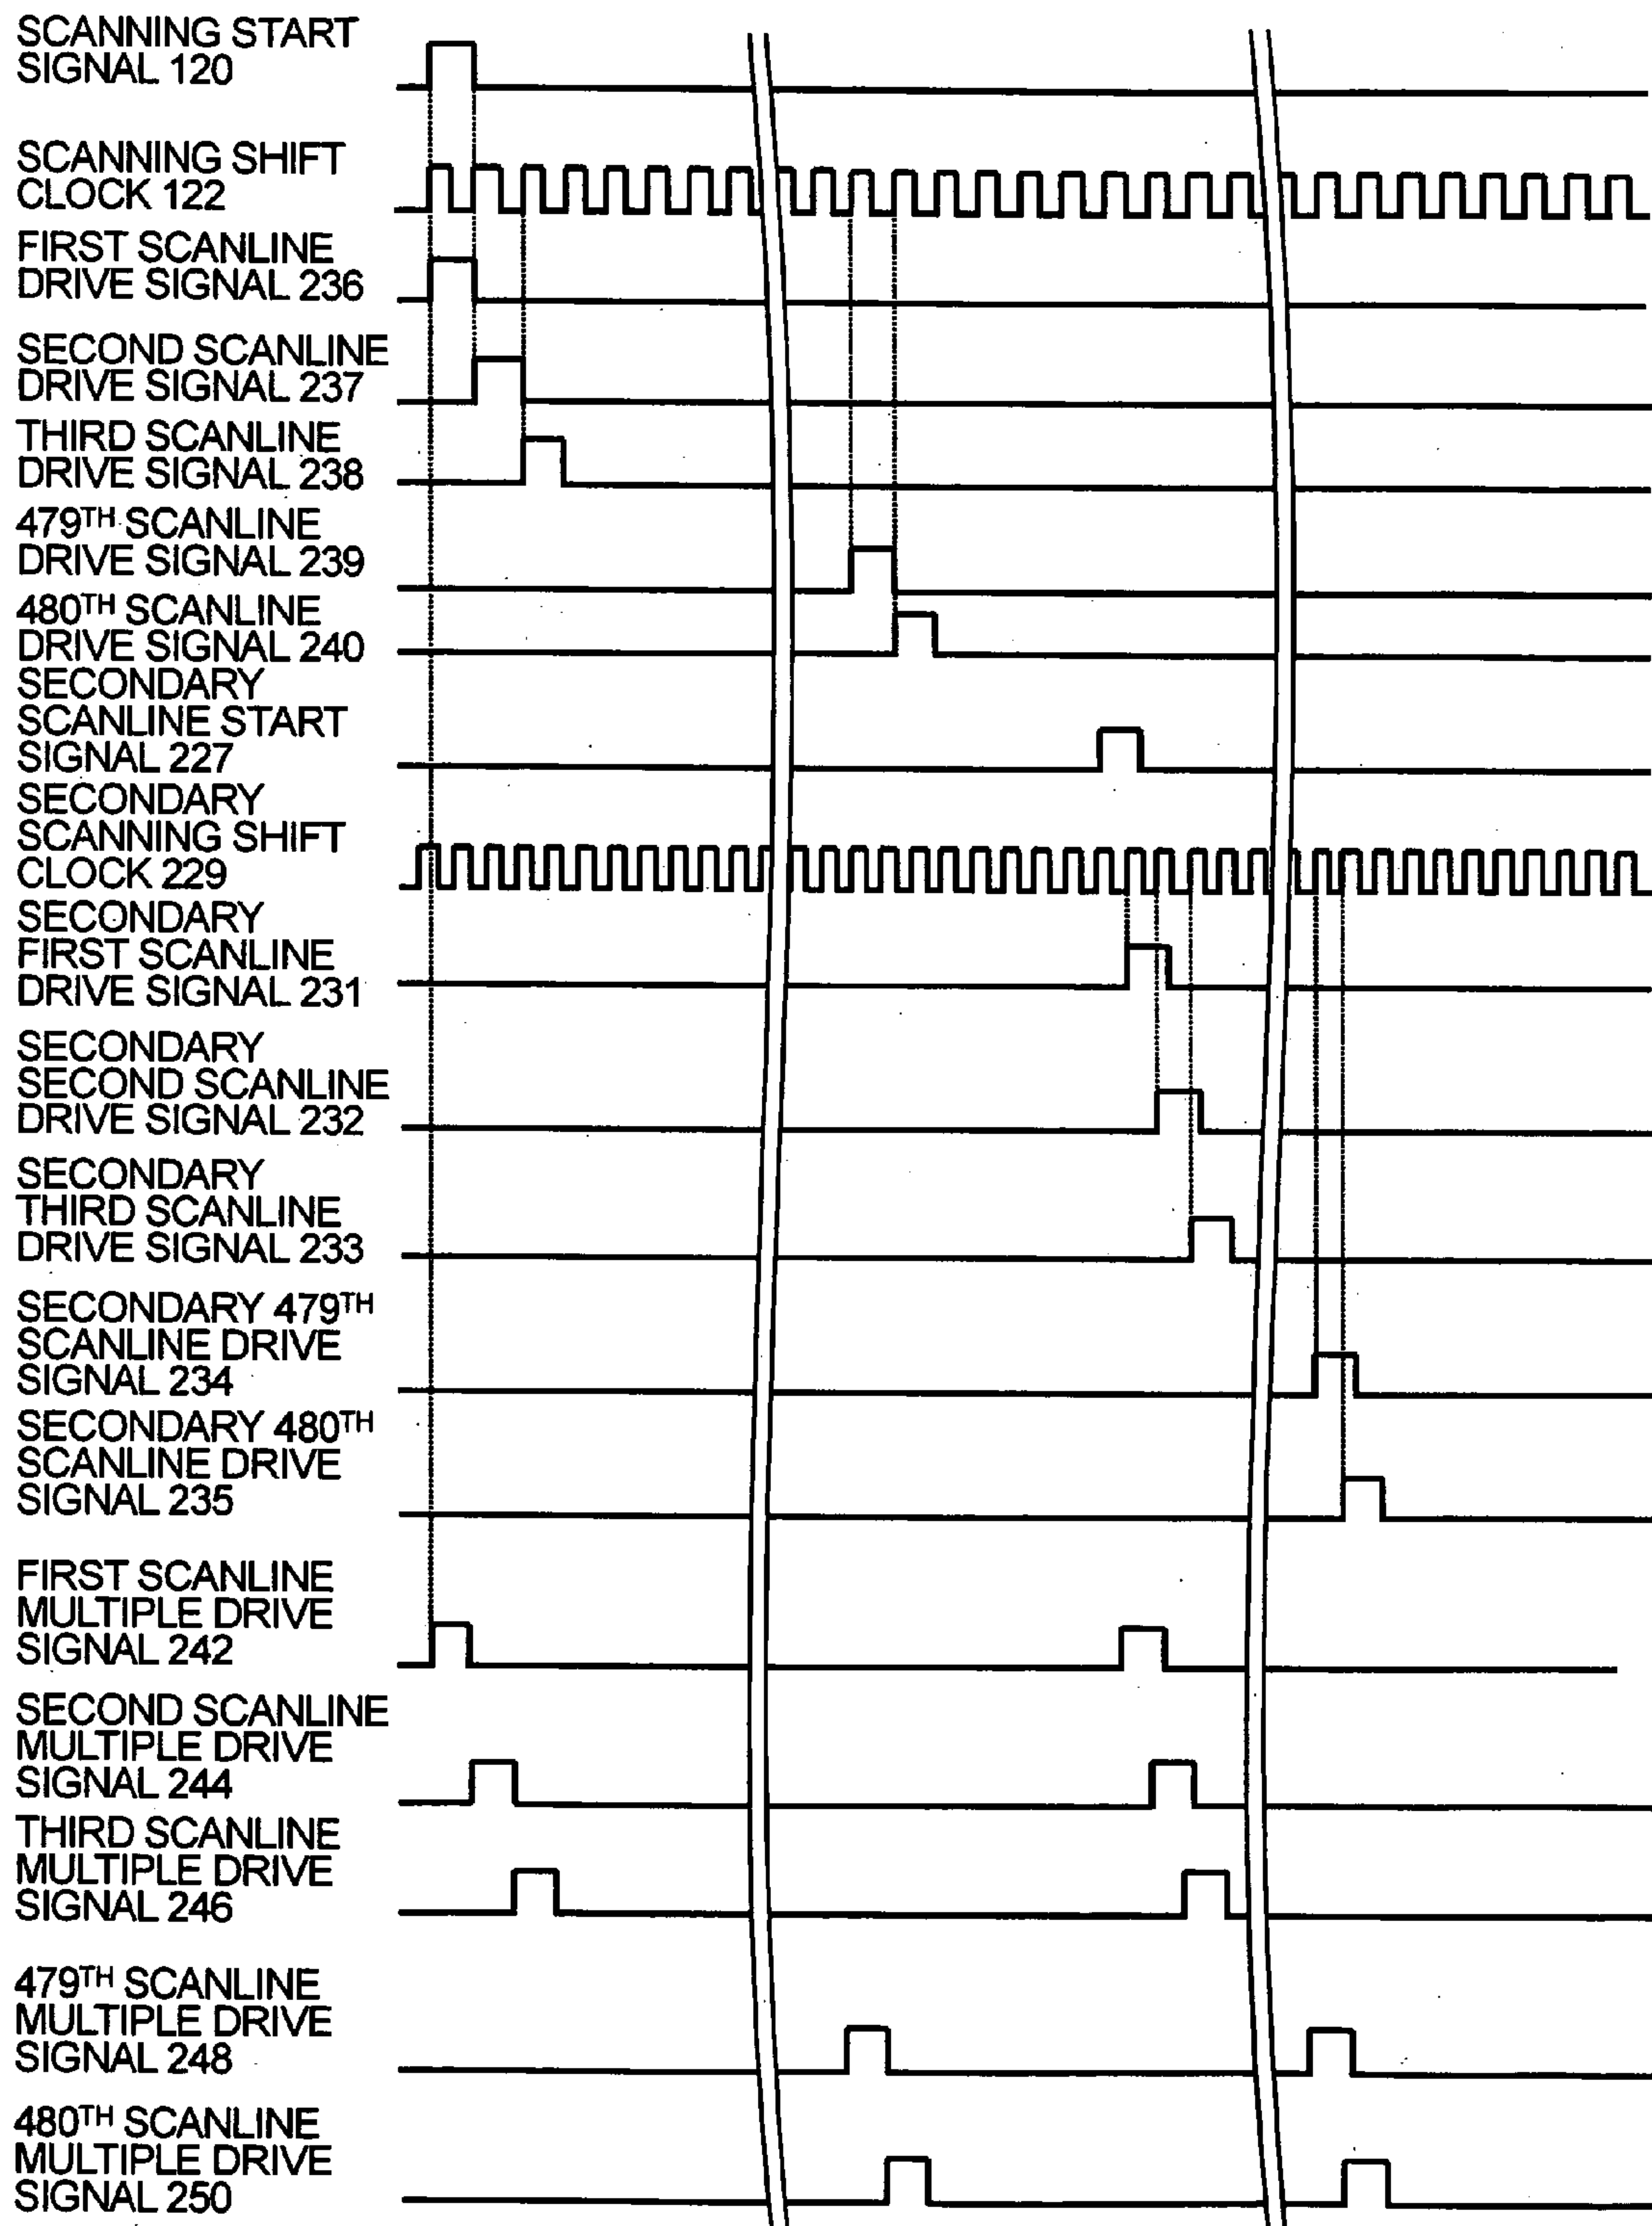 SCANNING START
SIGNAL 120
SCANNING SHIFT
CLOCK 122
FIRST SCANLINE
DRIVE SIGNAL 236
SECOND SCANLINE
DRIVE SIGNAL 237
THIRD SCANLINE
DRIVE SIGNAL 238
479TH SCANLINE
DRIVE SIGNAL 239
480TH SCANLINE
DRIVE SIGNAL 240
SECONDARY
SCANLINE START
SIGNAL 227
SECONDARY
SCANNING SHIFT
CLOCK 229
SECONDARY
FIRST SCANLINE
DRIVE SIGNAL 231
SECONDARY
SECOND SCANLINE
DRIVE SIGNAL 232
SECONDARY
THIRD SCANLINE
DRIVE SIGNAL 233
SECONDARY 479TH
SCANLINE DRIVE
SIGNAL 234
SECONDARY 480TH
SCANLINE DRIVE
SIGNAL 235
FIRST SCANLINE
MULTIPLE DRIVE
SIGNAL 242
SECOND SCANLINE
MULTIPLE DRIVE
SIGNAL 244
THIRD SCANLINE
MULTIPLE DRIVE
SIGNAL 246
479TH SCANLINE
MULTIPLE DRIVE
SIGNAL 248
480TH SCANLINE
MULTIPLE DRIVE
SIGNAL 250